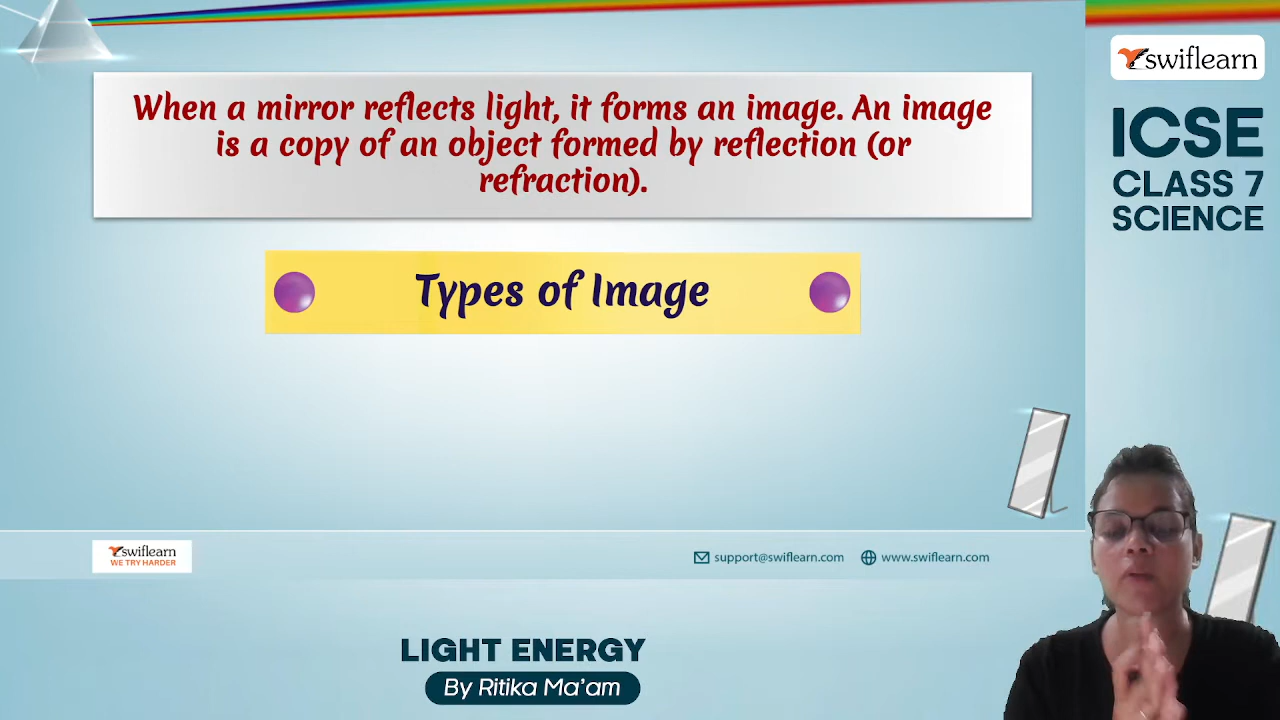 When a mirror reflects light, it forms an image. An image
is a copy of an object formed by reflection (or
refraction).
Types of Image
swiflearn
ICSE
CLASS 7
SCIENCE
swiflearn
WE TRY HARDER
support@swiflearn.com
www.swiflearn.com
LIGHT ENERGY
By Ritika Ma'am